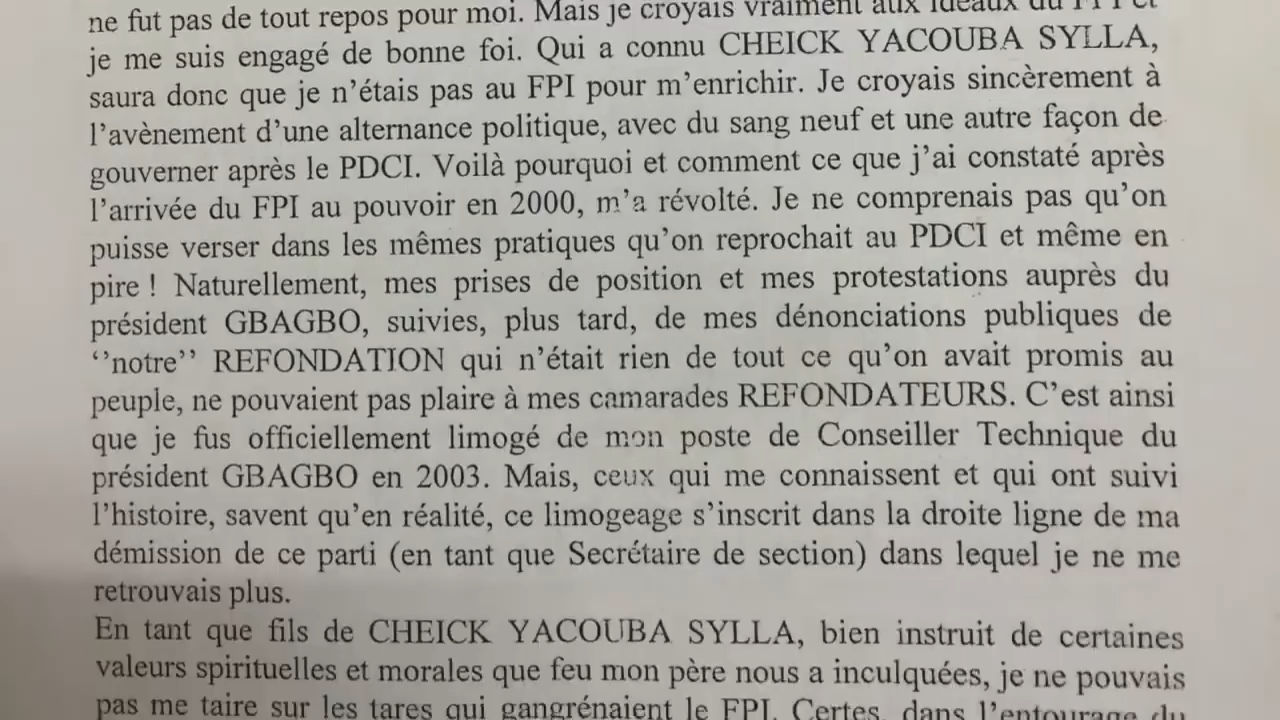 ne fut pas de tout repos pour moi. Mais je croyais vraiment aux idéaux du FPI et
je me suis engagé de bonne foi. Qui a connu CHEICK YACOUBA SYLLA,
saura donc que je n’étais pas au FPI pour m’enrichir. Je croyais sincèrement à
l’avènement d’une alternance politique, avec du sang neuf et une autre façon de
gouverner après le PDCI. Voilà pourquoi et comment ce que j’ai constaté après
l’arrivée du FPI au pouvoir en 2000, m’a révolté. Je ne comprenais pas qu’on
puisse verser dans les mêmes pratiques qu’on reprochait au PDCI et même en
pire ! Naturellement, mes prises de position et mes protestations auprès du
président GBAGBO, suivies, plus tard, de mes dénonciations publiques de
‘’notre’’ REFONDATION qui n’était rien de tout ce qu’on avait promis au
peuple, ne pouvaient pas plaire à mes camarades REFONDATEURS. C’est ainsi
que je fus officiellement limogé de mon poste de Conseiller Technique du
président GBAGBO en 2003. Mais, ceux qui me connaissent et qui ont suivi
l’histoire, savent qu’en réalité, ce limogeage s’inscrit dans la droite ligne de ma
démission de ce parti (en tant que Secrétaire de section) dans lequel je ne me
retrouvais plus.
En tant que fils de CHEICK YACOUBA SYLLA, bien instruit de certaines
valeurs spirituelles et morales que feu mon père nous a inculquées, je ne pouvais
pas me taire sur les tares qui gangrénaient le FPI. Certes, dans l’entourage du